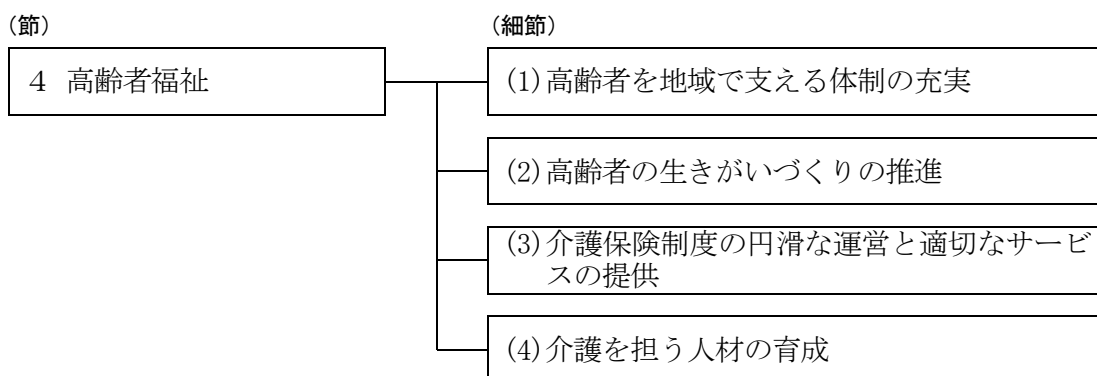 （節）
（細節）
４ 高齢者福祉
(1)高齢者を地域で支える体制の充実
(2)高齢者の生きがいづくりの推進
(3)介護保険制度の円滑な運営と適切なサービ
スの提供
(4)介護を担う人材の育成